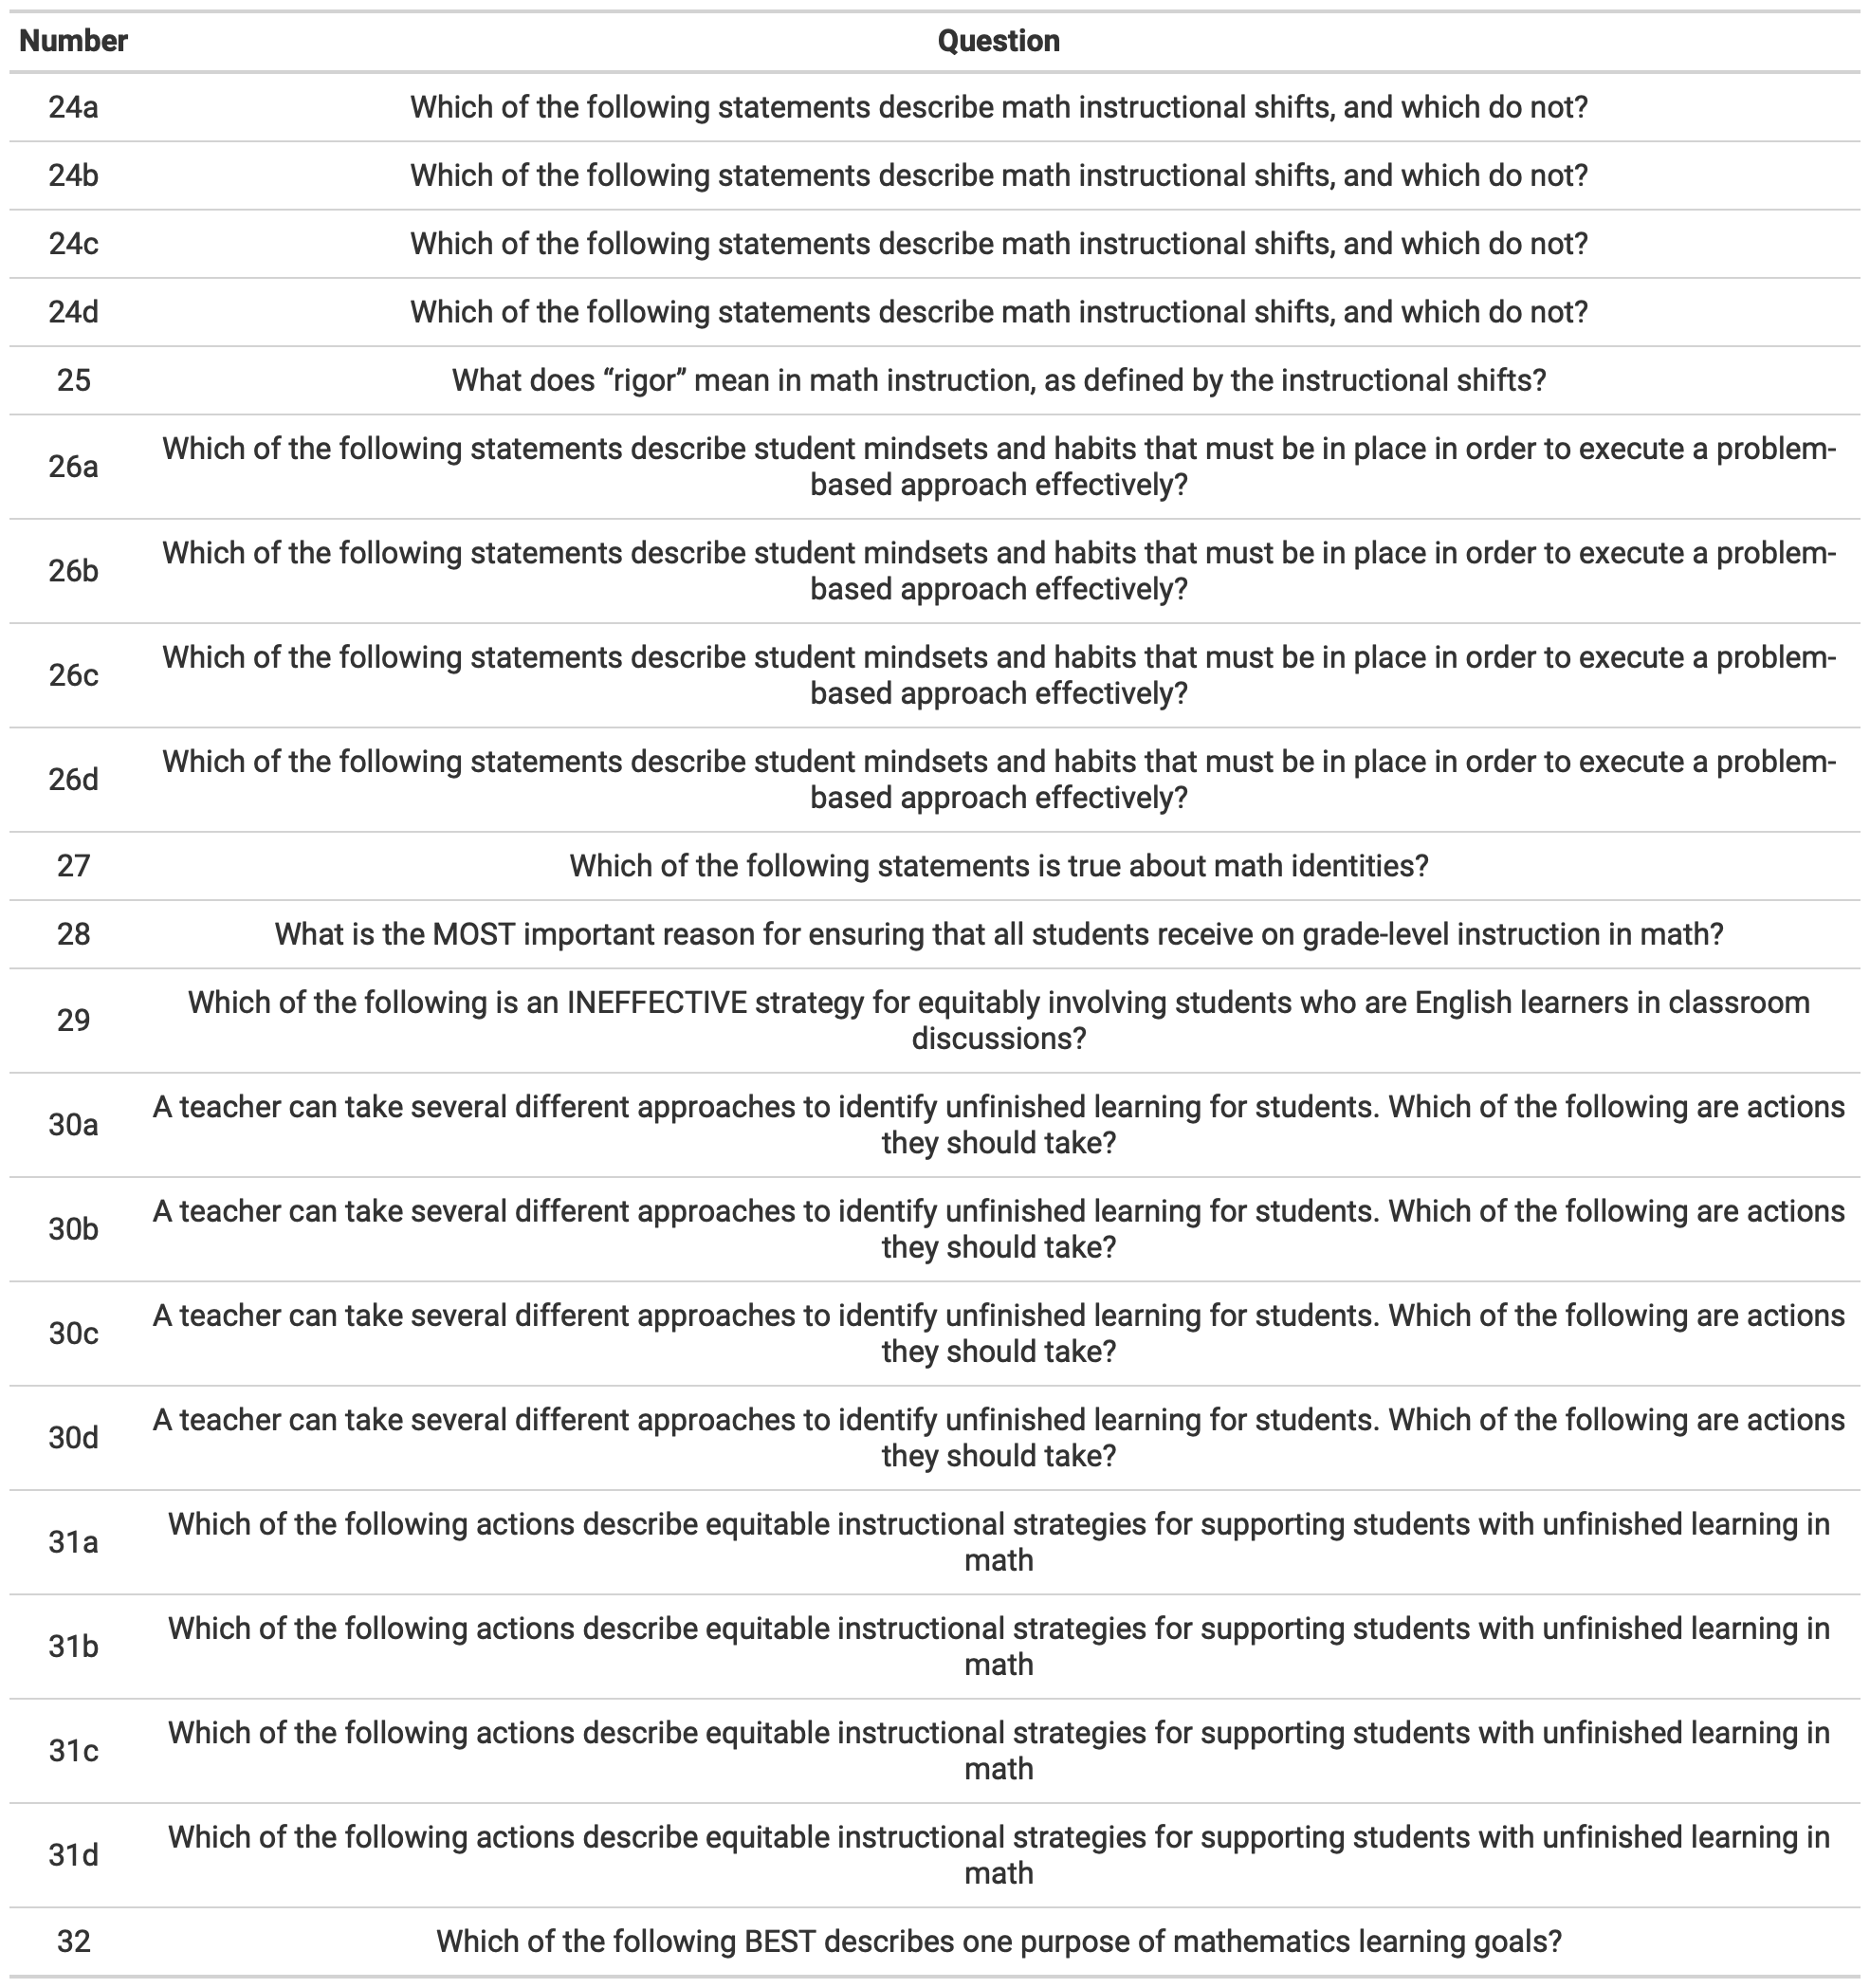 Number Question
24a Which of the following statements describe math instructional shifts, and which do not?
24b Which of the following statements describe math instructional shifts, and which do not?
24c Which of the following statements describe math instructional shifts, and which do not?
24d Which of the following statements describe math instructional shifts, and which do not?
25 What does “rigor” mean in math instruction, as defined by the instructional shifts?
26a Which of the following statements describe student mindsets and habits that must be in place in order to execute a problem-
based approach effectively?
26b Which of the following statements describe student mindsets and habits that must be in place in order to execute a problem-
based approach effectively?
26c Which of the following statements describe student mindsets and habits that must be in place in order to execute a problem-
based approach effectively?
26d Which of the following statements describe student mindsets and habits that must be in place in order to execute a problem-
based approach effectively?
27 Which of the following statements is true about math identities?
28 What is the MOST important reason for ensuring that all students receive on grade-level instruction in math?
29 Which of the following is an INEFFECTIVE strategy for equitably involving students who are English learners in classroom
discussions?
30a A teacher can take several different approaches to identify unfinished learning for students. Which of the following are actions
they should take?
30b A teacher can take several different approaches to identify unfinished learning for students. Which of the following are actions
they should take?
30c A teacher can take several different approaches to identify unfinished learning for students. Which of the following are actions
they should take?
30d A teacher can take several different approaches to identify unfinished learning for students. Which of the following are actions
they should take?
31a Which of the following actions describe equitable instructional strategies for supporting students with unfinished learning in
math
31b Which of the following actions describe equitable instructional strategies for supporting students with unfinished learning in
math
31c Which of the following actions describe equitable instructional strategies for supporting students with unfinished learning in
math
31d Which of the following actions describe equitable instructional strategies for supporting students with unfinished learning in
math
32 Which of the following BEST describes one purpose of mathematics learning goals?